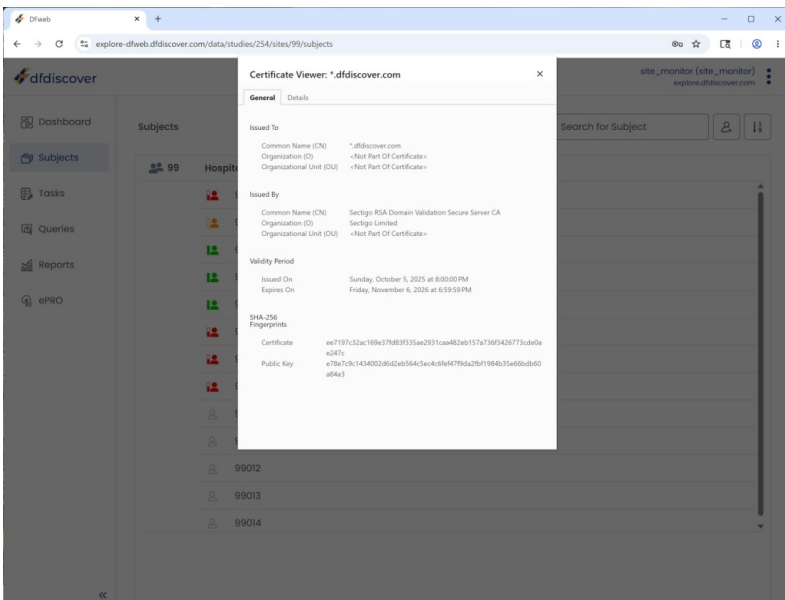 DFweb
explore-dfweb.dfdiscover.com/data/studies/254/sites/99/subjects
dfdiscover
site_monitor (site_monitor)
explore.dfdiscover.com
Dashboard
Subjects
Tasks
Queries
Reports
ePRO
Subjects
Search for Subject
99 Hospit
Certificate Viewer: *.dfdiscover.com
General Details
Issued To
Common Name (CN) *.dfdiscover.com
Organization (O) <Not Part Of Certificate>
Organizational Unit (OU) <Not Part Of Certificate>
Issued By
Common Name (CN) Sectigo RSA Domain Validation Secure Server CA
Organization (O) Sectigo Limited
Organizational Unit (OU) <Not Part Of Certificate>
Validity Period
Issued On Sunday, October 5, 2025 at 8:00:00 PM
Expires On Friday, November 6, 2026 at 6:59:59 PM
SHA-256
Fingerprints
Certificate ee7197c32ac169e37fd83f335ae2931caa482eb157a736f3426773cde0a
e247c
Public Key e78e7c9c1434002d6d2eb564c5ec4c6fef47f9da2fbf1984b35e66bdb60
a84a3
99012
99013
99014